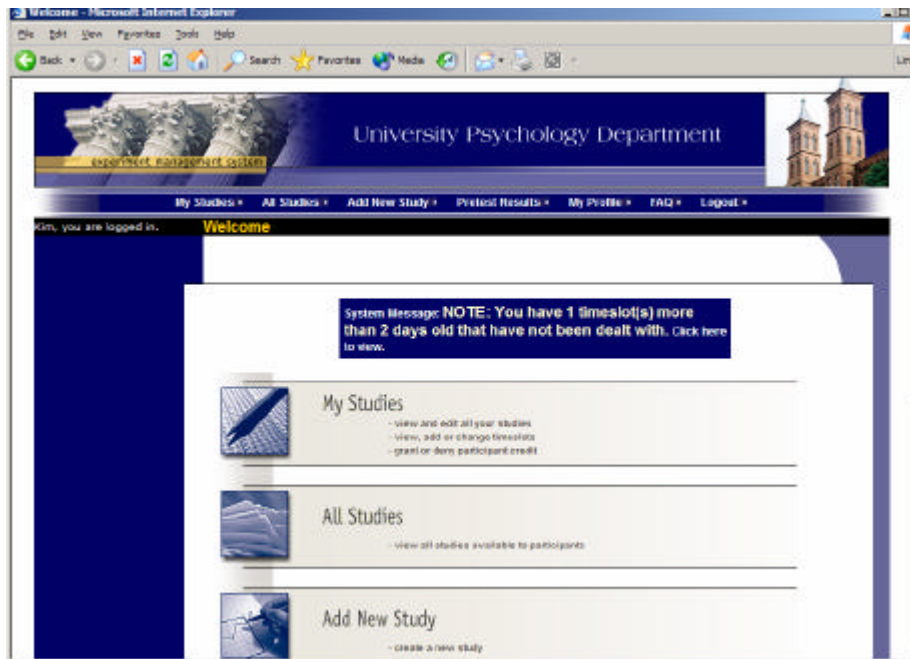 Welcome - Microsoft Internet Explorer
File Edit View Favorites Tools Help
Back Search Favorites Media
Lin
University Psychology Department
experiment management system
My Studies All Studies Add New Study Pretest Results My Profile FAQ Logout
Kim, you are logged in. Welcome
System Message: NOTE: You have 1 timeslot(s) more
than 2 days old that have not been dealt with. Click here
to view.
My Studies
- view and edit all your studies
- view, add or change timeslots
- grant or deny participant credit
All Studies
- view all studies available to participants
Add New Study
- create a new study